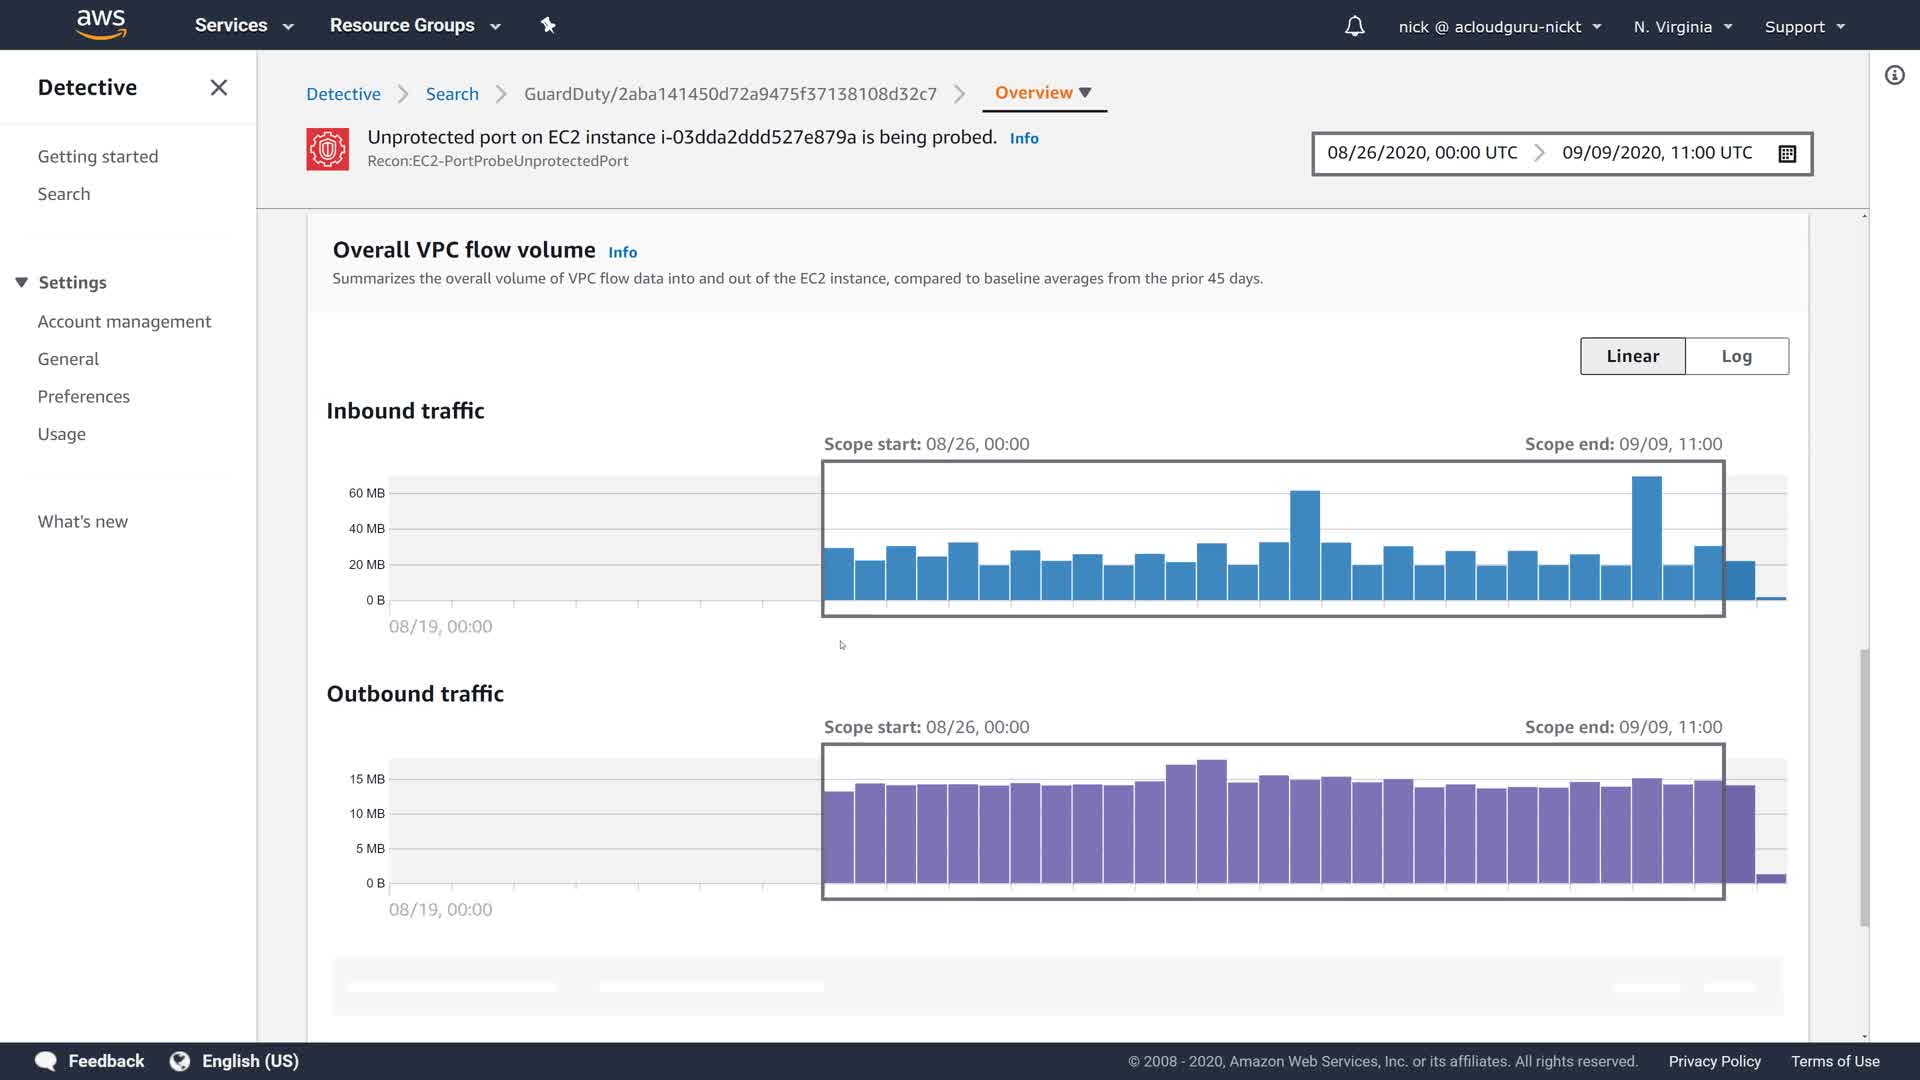 aws Services Resource Groups nick @ acloudguru-nickt N. Virginia Support
Detective
Getting started
Search
Settings
Account management
General
Preferences
Usage
What's new
Detective Search GuardDuty/2aba141450d72a9475f37138108d32c7 Overview
Unprotected port on EC2 instance i-03dda2ddd527e879a is being probed. Info
Recon:EC2-PortProbeUnprotectedPort
08/26/2020, 00:00 UTC 09/09/2020, 11:00 UTC
Overall VPC flow volume Info
Summarizes the overall volume of VPC flow data into and out of the EC2 instance, compared to baseline averages from the prior 45 days.
Linear Log
Inbound traffic
Scope start: 08/26, 00:00 Scope end: 09/09, 11:00
60 MB
40 MB
20 MB
0 B
08/19, 00:00
Outbound traffic
Scope start: 08/26, 00:00 Scope end: 09/09, 11:00
15 MB
10 MB
5 MB
0 B
08/19, 00:00
Feedback English (US) © 2008 - 2020, Amazon Web Services, Inc. or its affiliates. All rights reserved. Privacy Policy Terms of Use